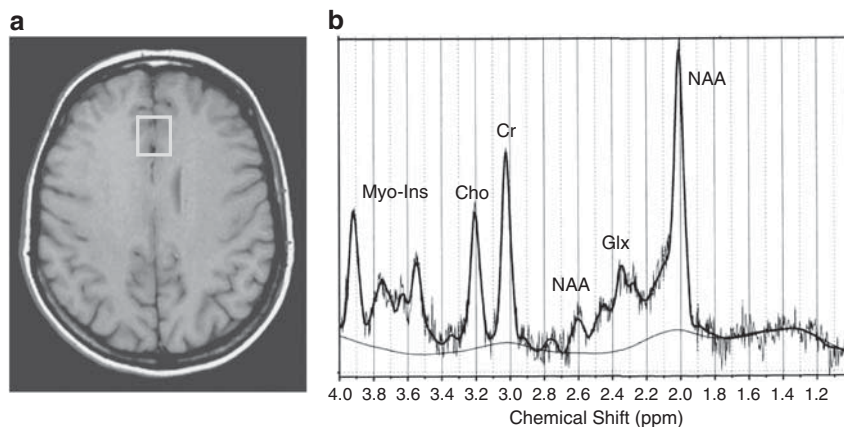 a
b
NAA
Cr
Myo-Ins
Cho
Glx
NAA
4.0 3.8 3.6 3.4 3.2 3.0 2.8 2.6 2.4 2.2 2.0 1.8 1.6 1.4 1.2
Chemical Shift (ppm)